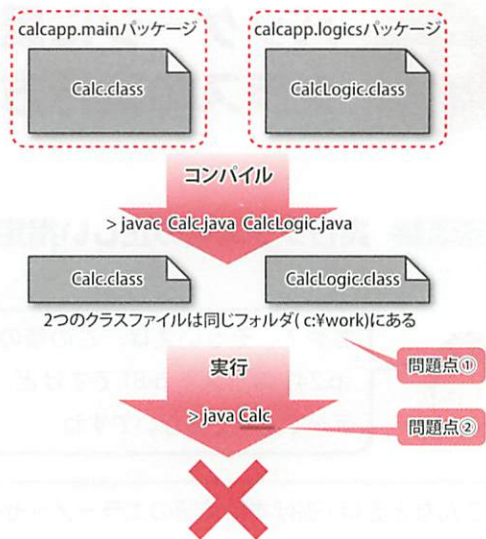 calcapp.mainパッケージ
calcapp.logicsパッケージ
Calc.class
CalcLogic.class
コンパイル
> javac Calc.java CalcLogic.java
Calc.class
CalcLogic.class
2つのクラスファイルは同じフォルダ( c:¥work)にある
問題点①
実行
> java Calc
問題点②